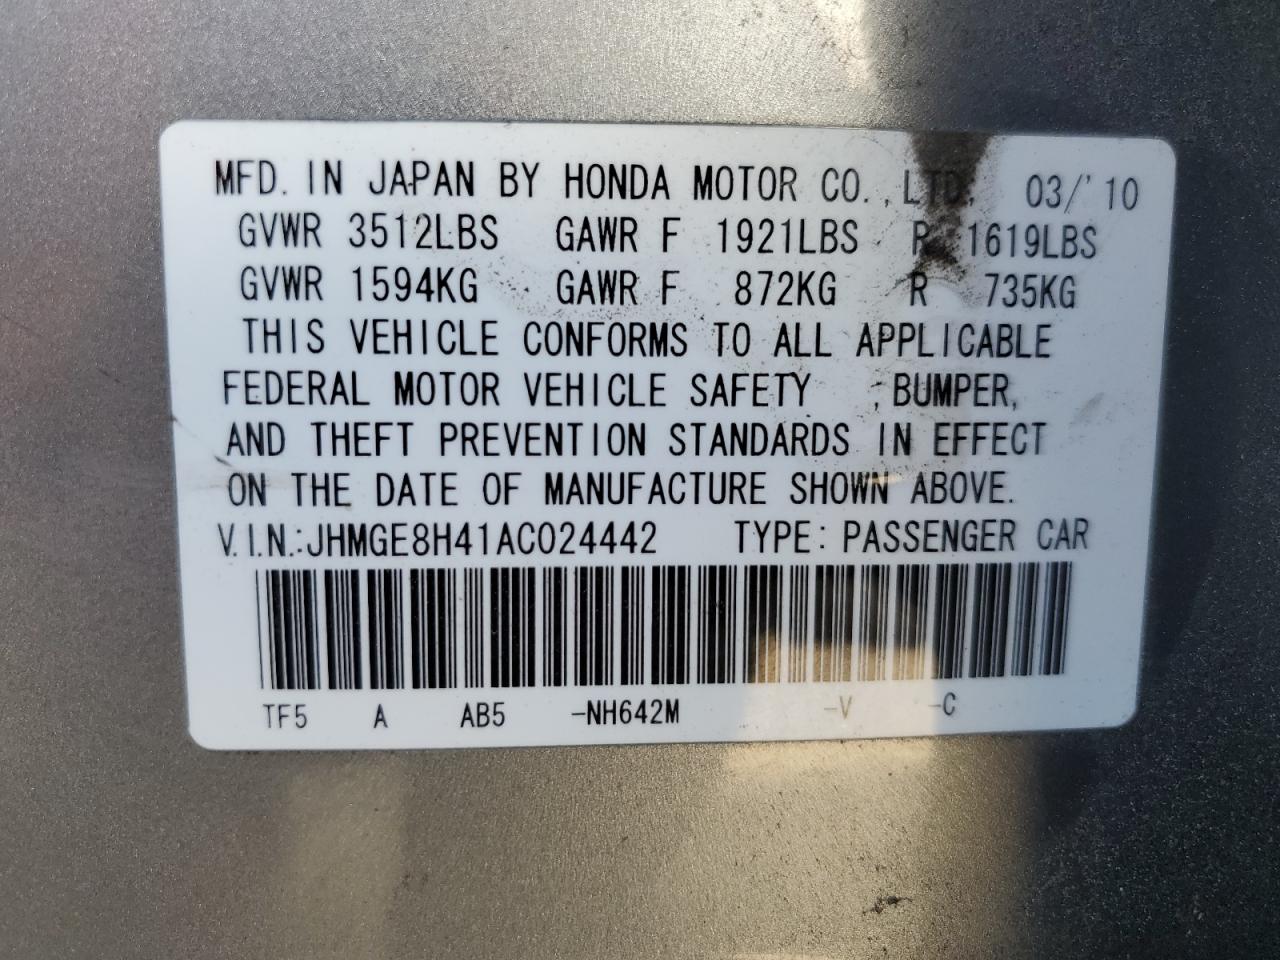 MFD. IN JAPAN BY HONDA MOTOR CO., LTD. 03/'10
GVWR 3512LBS GAWR F 1921LBS R 1619LBS
GVWR 1594KG GAWR F 872KG R 735KG
THIS VEHICLE CONFORMS TO ALL APPLICABLE
FEDERAL MOTOR VEHICLE SAFETY , BUMPER,
AND THEFT PREVENTION STANDARDS IN EFFECT
ON THE DATE OF MANUFACTURE SHOWN ABOVE.
V.I.N.:JHMGE8H41AC024442 TYPE: PASSENGER CAR
TF5 A AB5 -NH642M -V -C